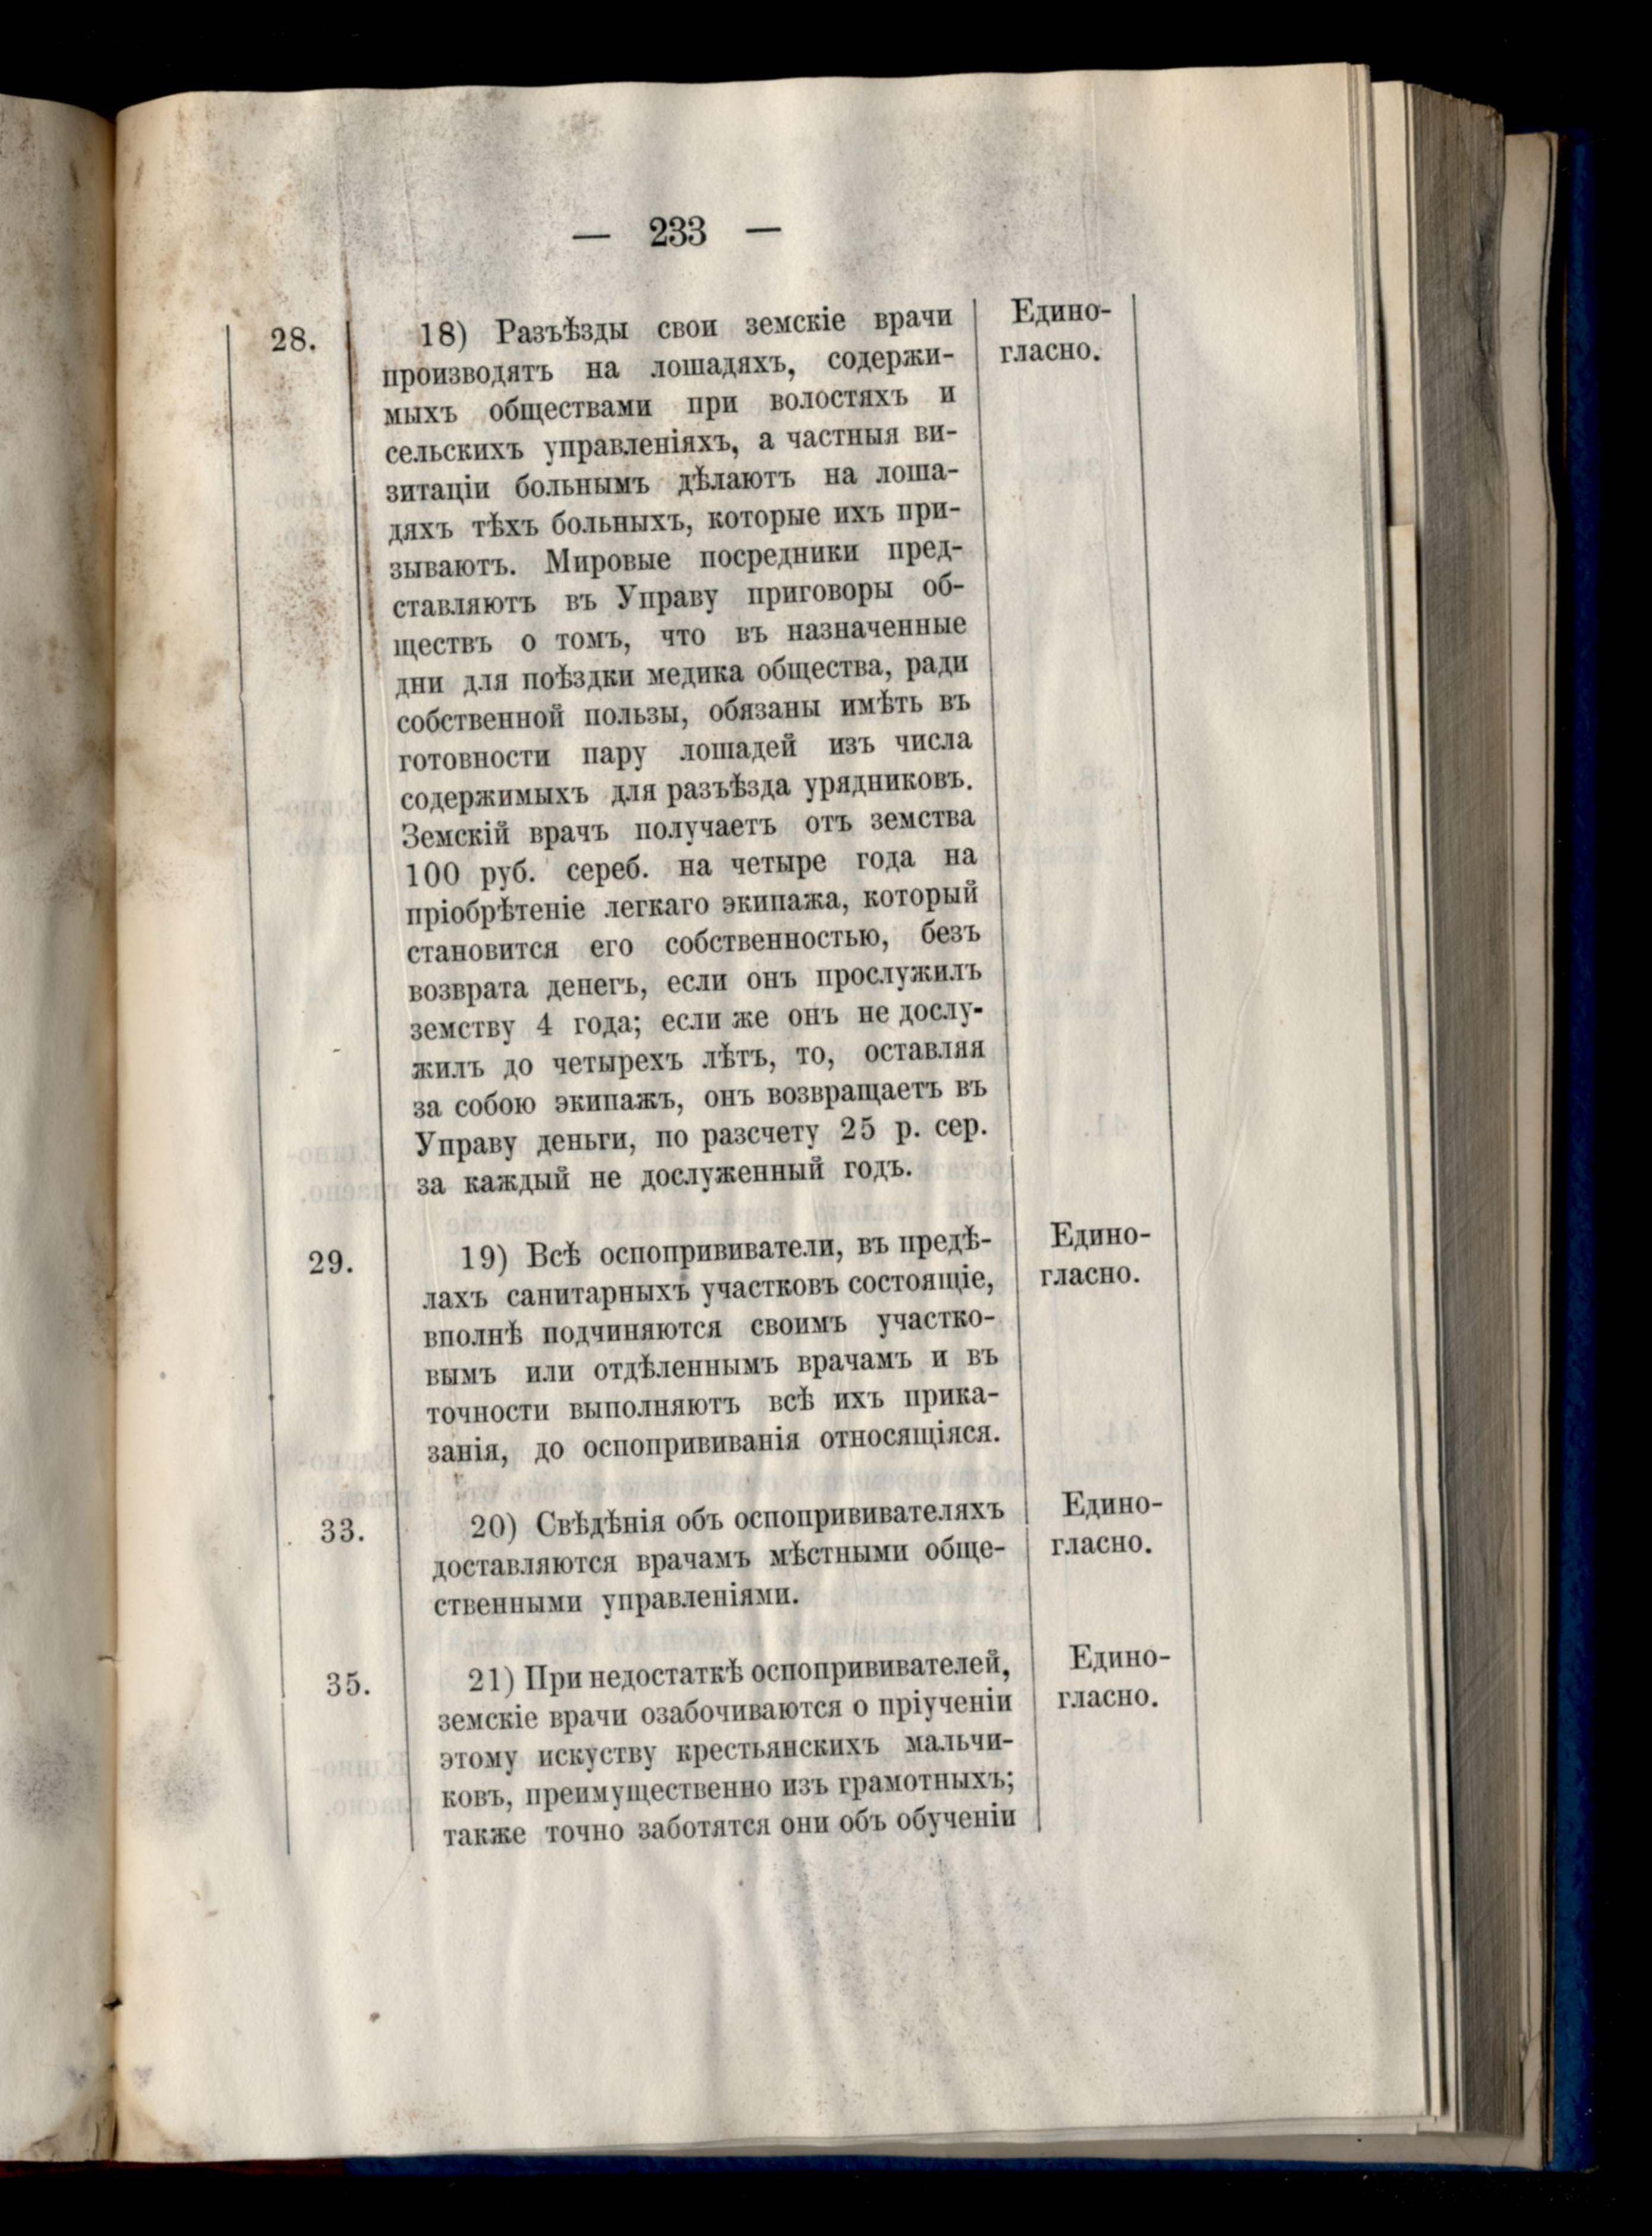 — 233 —
28. 18) Разъѣзды свои земскіе врачи Едино-
производятъ на лошадяхъ, содержи- гласно.
мыхъ обществами при волостяхъ и
сельскихъ управленіяхъ, а частныя ви-
зитаціи больнымъ дѣлаютъ на лоша-
дяхъ тѣхъ больныхъ, которые ихъ при-
зываютъ. Мировые посредники пред-
ставляютъ въ Управу приговоры об-
ществъ о томъ, что въ назначенные
дни для поѣздки медика общества, ради
собственной пользы, обязаны имѣть въ
готовности пару лошадей изъ числа
содержимыхъ для разъѣзда урядниковъ.
Земскій врачъ получаетъ отъ земства
100 руб. сереб. на четыре года на
пріобрѣтеніе легкаго экипажа, который
становится его собственностью, безъ
возврата денегъ, если онъ прослужилъ
земству 4 года; если же онъ не дослу-
жилъ до четырехъ лѣтъ, то, оставляя
за собою экипажъ, онъ возвращаетъ въ
Управу деньги, по разсчету 25 р. сер.
за каждый не дослуженный годъ.
29. 19) Всѣ оспопрививатели, въ предѣ- Едино-
лахъ санитарныхъ участковъ состоящіе, гласно.
вполнѣ подчиняются своимъ участко-
вымъ или отдѣленнымъ врачамъ и въ
точности выполняютъ всѣ ихъ прика-
занія, до оспопрививанія относящіяся.
33. 20) Свѣдѣнія объ оспопрививателяхъ Едино-
доставляются врачамъ мѣстными обще- гласно.
ственными управленіями.
35. 21) При недостаткѣ оспопрививателей, Едино-
земскіе врачи озабочиваются о пріученіи гласно.
этому искуству крестьянскихъ мальчи-
ковъ, преимущественно изъ грамотныхъ;
также точно заботятся они объ обученіи